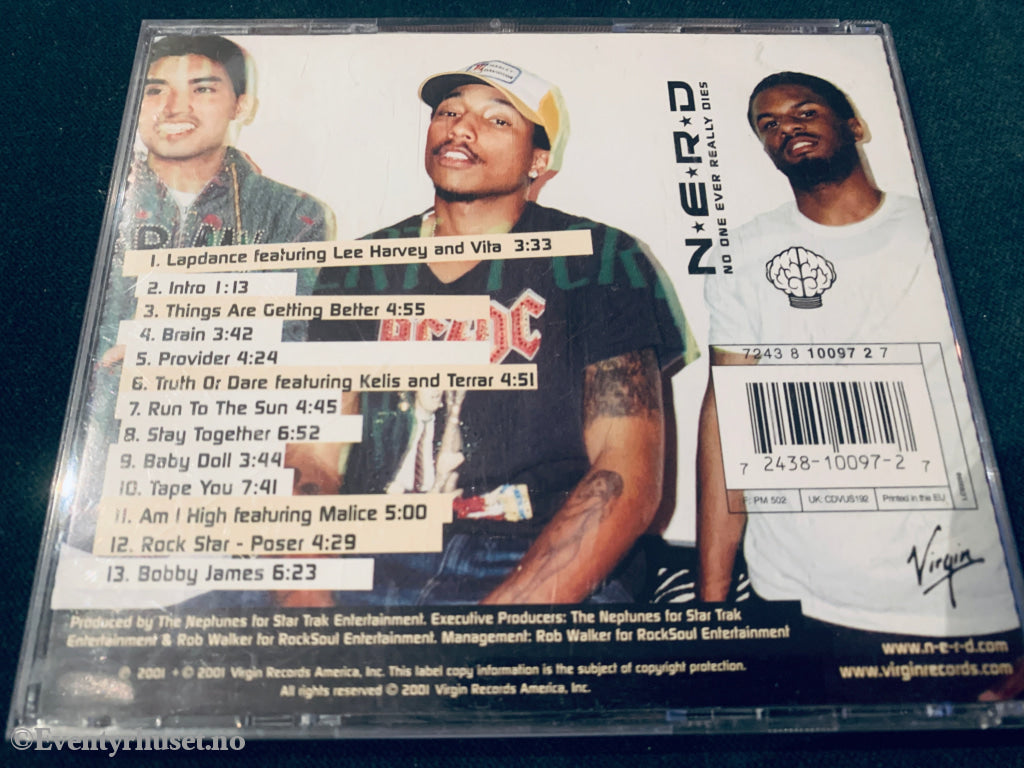 N★E★R★D
NO ONE EVER REALLY DIES
1. Lapdance featuring Lee Harvey and Vita 3:33
2. Intro 1:13
3. Things Are Getting Better 4:55
4. Brain 3:42
5. Provider 4:24
6. Truth Or Dare featuring Kelis and Terrar 4:51
7. Run To The Sun 4:45
8. Stay Together 6:52
9. Baby Doll 3:44
10. Tape You 7:41
11. Am I High featuring Malice 5:00
12. Rock Star - Poser 4:29
13. Bobby James 6:23
7243 8 10097 2 7
7 2438-10097-2 7
F: PM 502 UK: CDVUS192 Printed in the EU
Virgin
Produced by The Neptunes for Star Trak Entertainment. Executive Producers: The Neptunes for Star Trak
Entertainment & Rob Walker for RockSoul Entertainment. Management: Rob Walker for RockSoul Entertainment
℗ 2001 + © 2001 Virgin Records America, Inc. This label copy information is the subject of copyright protection.
All rights reserved © 2001 Virgin Records America, Inc.
www.n-e-r-d.com
www.virginrecords.com
©Eventyrhuset.no